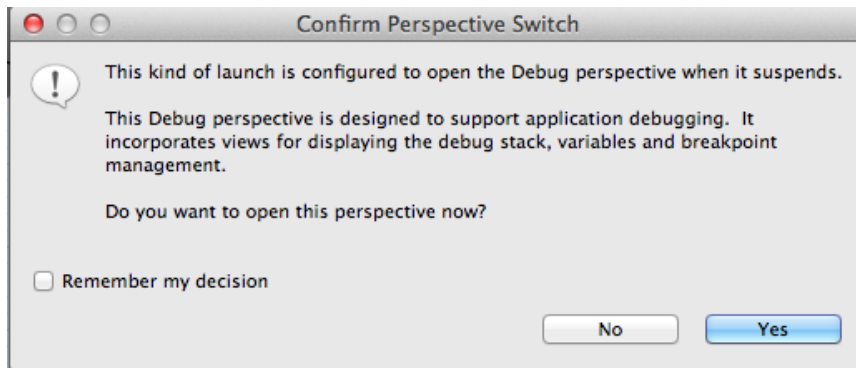 Confirm Perspective Switch
This kind of launch is configured to open the Debug perspective when it suspends.
This Debug perspective is designed to support application debugging.  It
incorporates views for displaying the debug stack, variables and breakpoint
management.
Do you want to open this perspective now?
Remember my decision
No
Yes